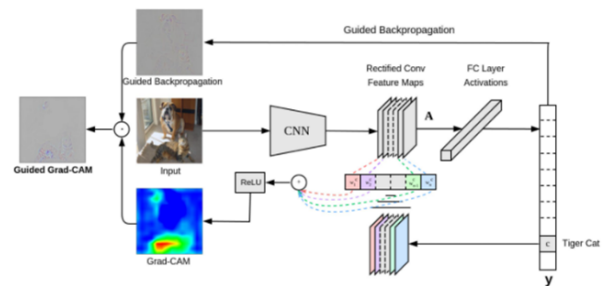 Guided Backpropagation
Rectified Conv
Feature Maps
FC Layer
Activations
Guided Backpropagation
A
CNN
Guided Grad-CAM
Input
ReLU
+
Grad-CAM
c
Tiger Cat
y